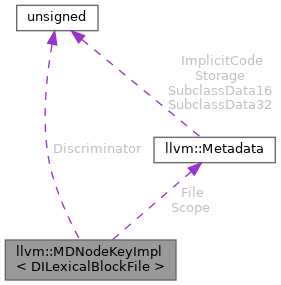 unsigned
ImplicitCode
Storage
SubclassData16
SubclassData32
Discriminator
llvm::Metadata
File
Scope
llvm::MDNodeKeyImpl
< DILexicalBlockFile >